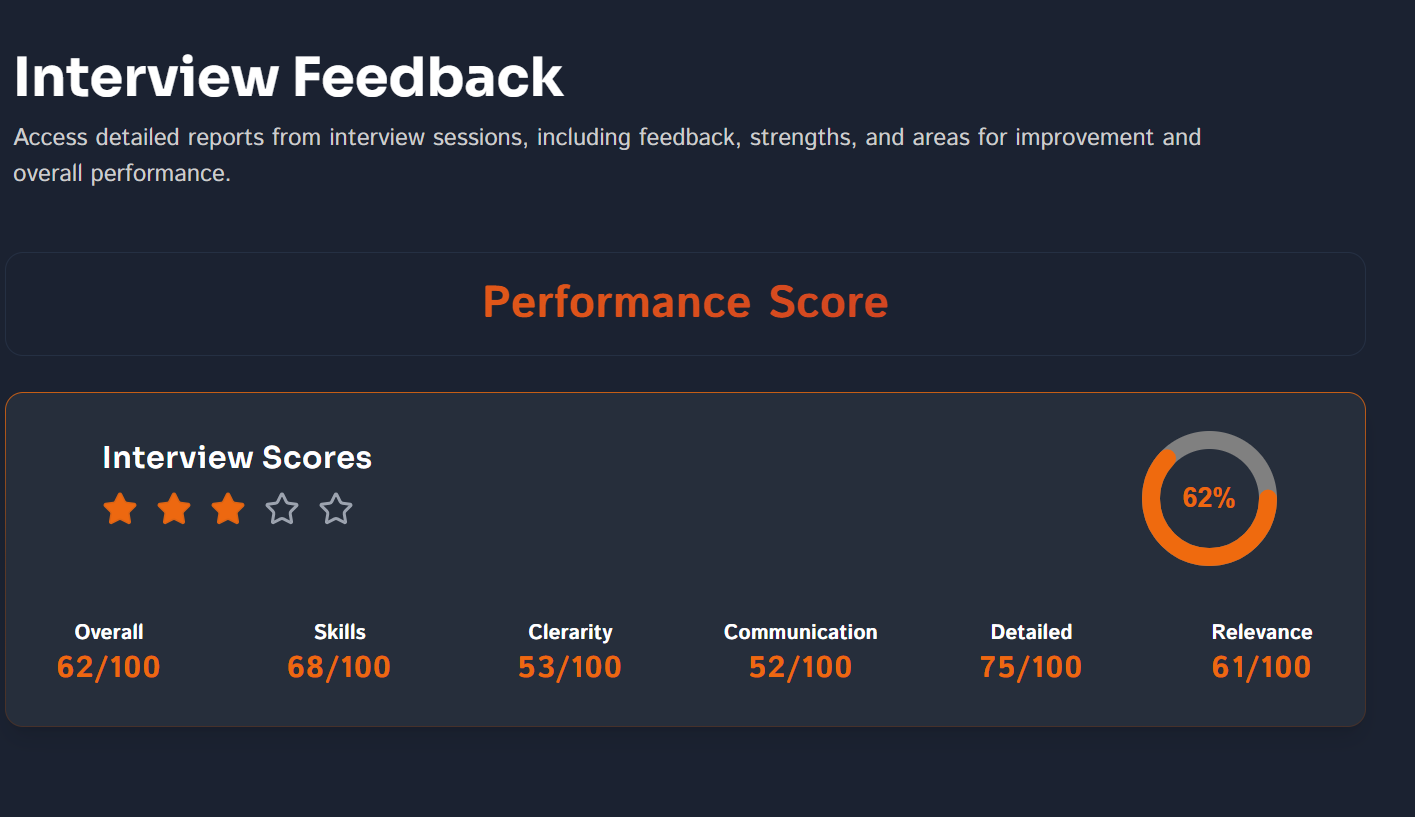 Interview Feedback
Access detailed reports from interview sessions, including feedback, strengths, and areas for improvement and
overall performance.
Performance Score
Interview Scores
62%
Overall
62/100
Skills
68/100
Clerarity
53/100
Communication
52/100
Detailed
75/100
Relevance
61/100